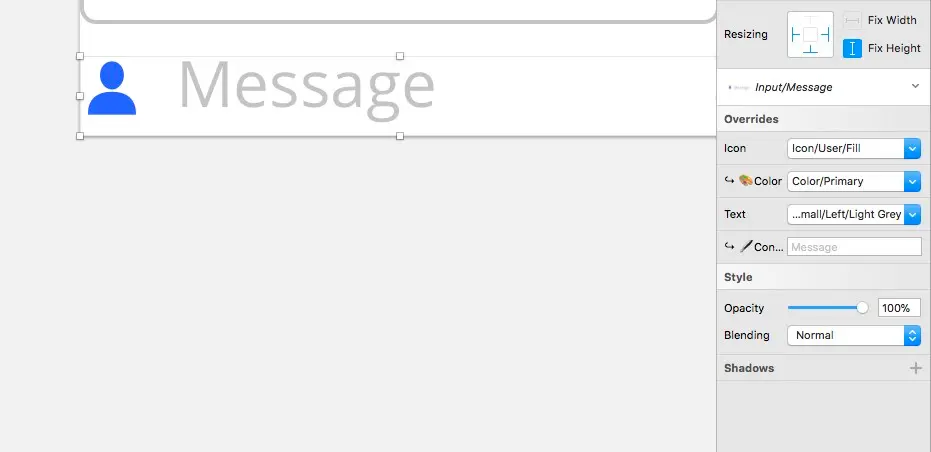 Message
Resizing
Fix Width
Fix Height
Input/Message
Overrides
Icon Icon/User/Fill
↪ 🎨Color Color/Primary
Text ...mall/Left/Light Grey
↪ 🖌Con... Message
Style
Opacity 100%
Blending Normal
Shadows +